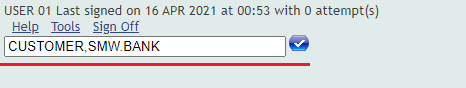 USER 01 Last signed on 16 APR 2021 at 00:53 with 0 attempt(s)
Help Tools Sign Off
CUSTOMER,SMW.BANK